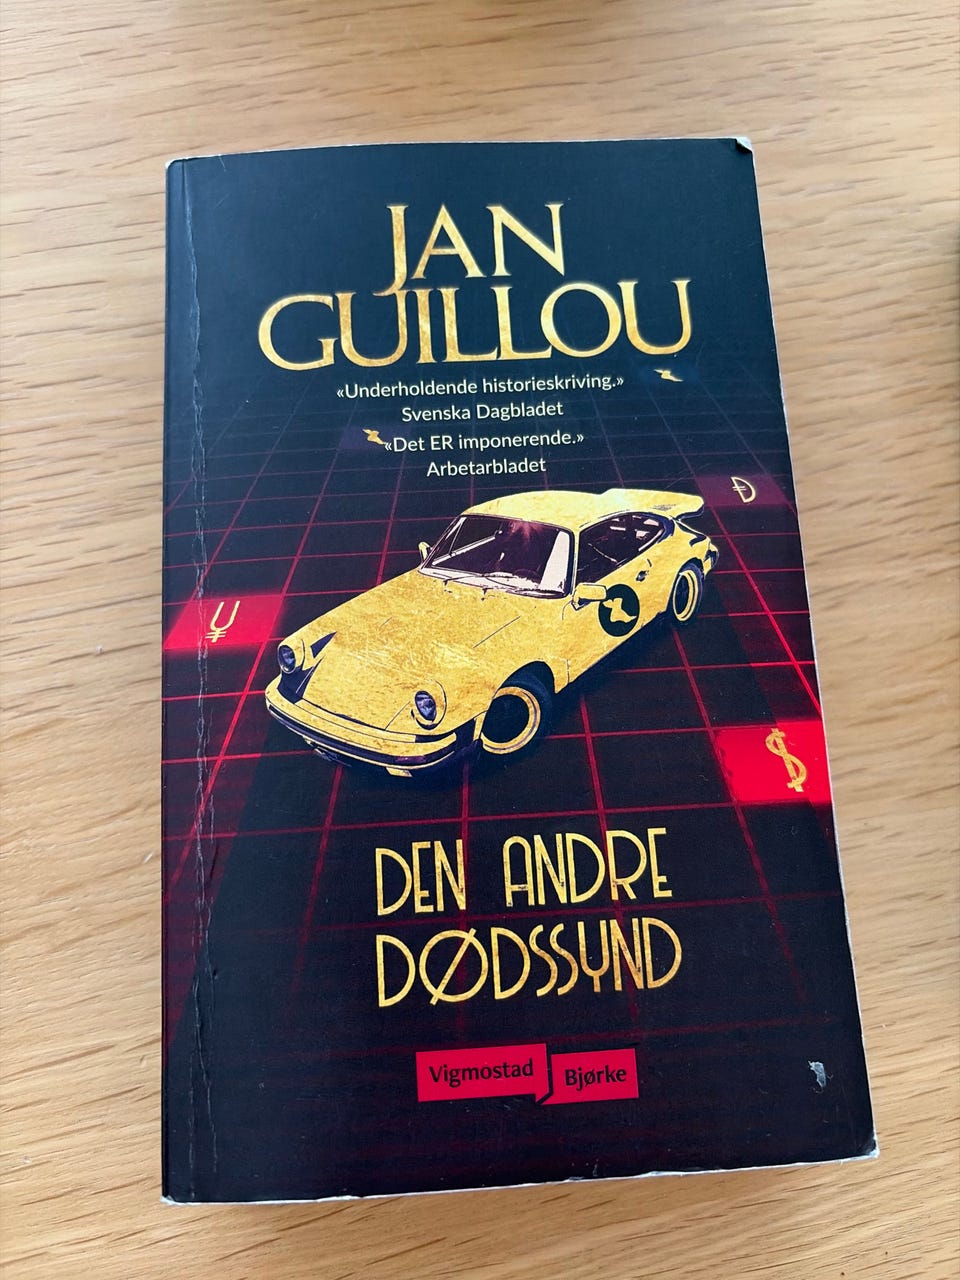 JAN
GUILLOU
«Underholdende historieskriving.»
Svenska Dagbladet
«Det ER imponerende.»
Arbetarbladet
DEN ANDRE
DØDSSYND
Vigmostad Bjørke